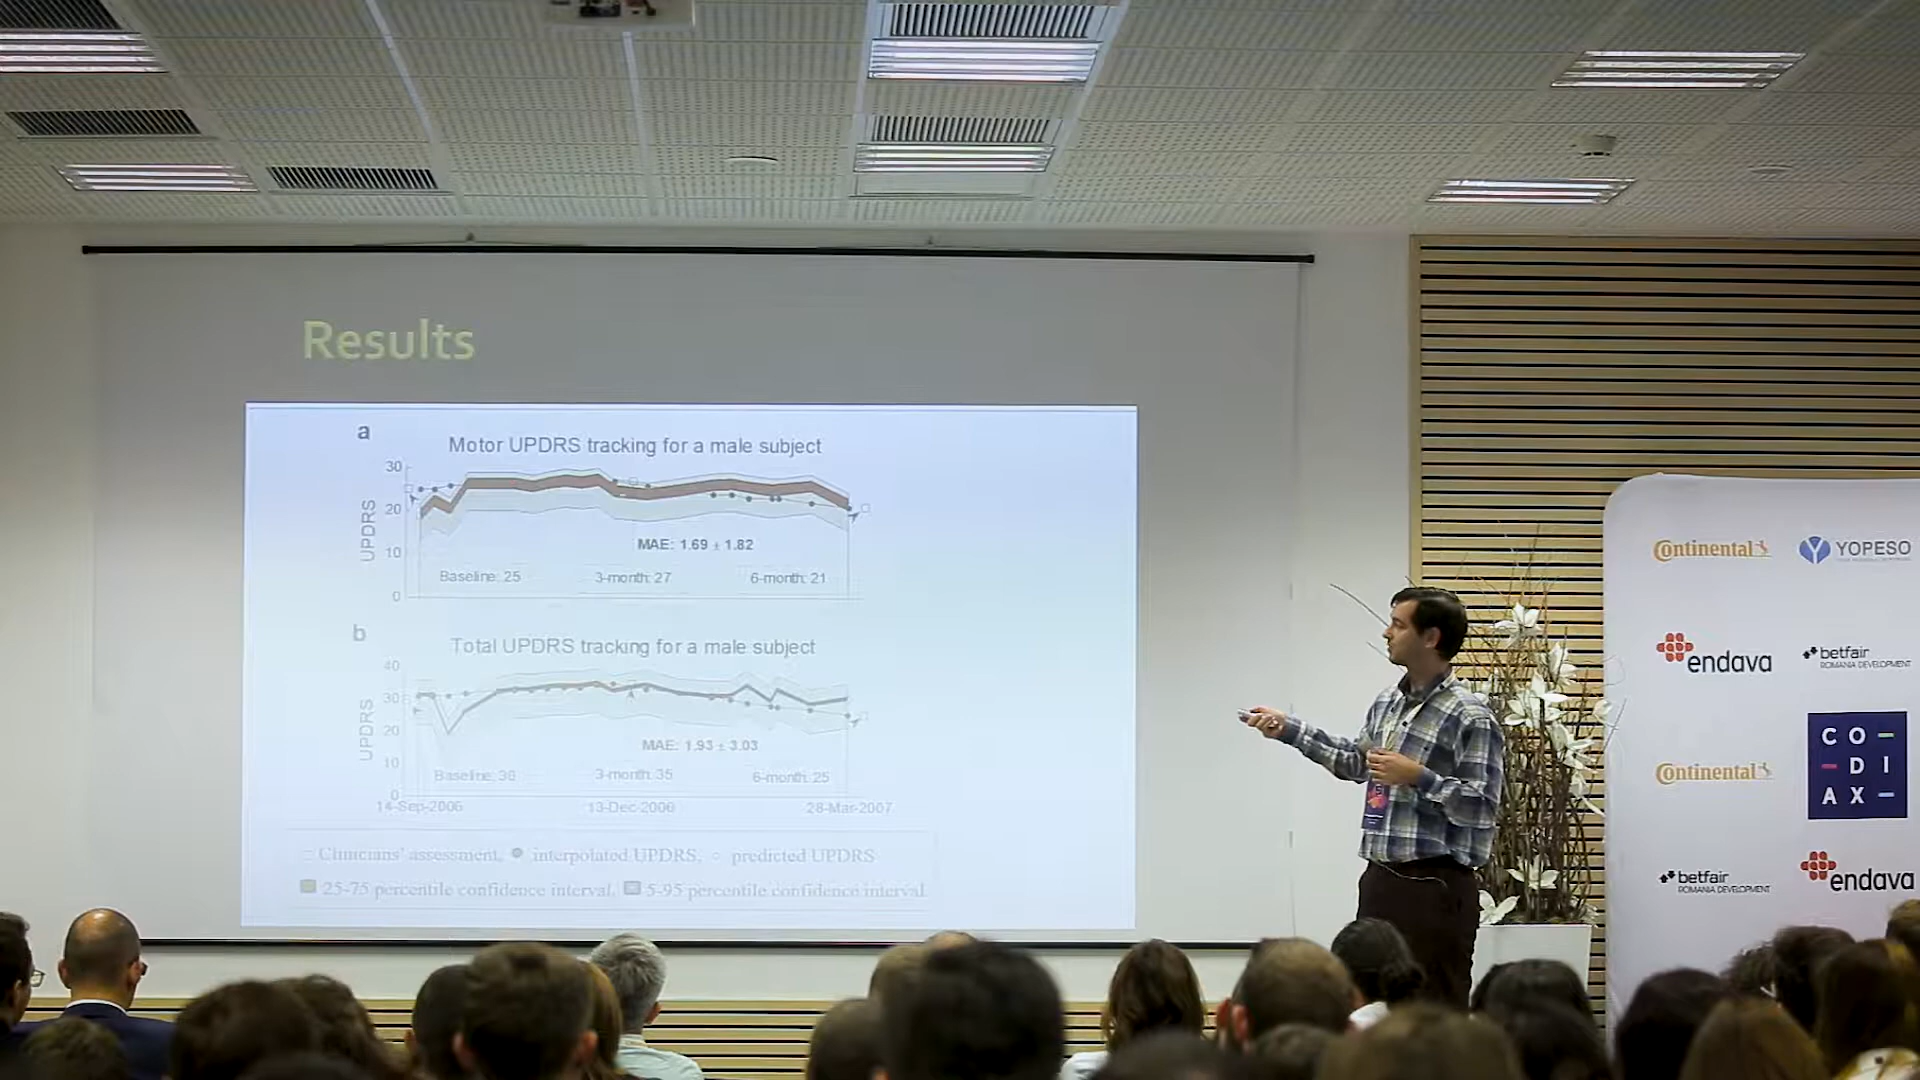 Results
a
Motor UPDRS tracking for a male subject
30
20
10
0
UPDRS
MAE: 1.69 ± 1.82
Baseline: 25 3-month: 27 6-month: 21
b
Total UPDRS tracking for a male subject
40
30
20
10
0
UPDRS
MAE: 1.93 ± 3.03
Baseline: 36 3-month: 35 6-month: 25
14-Sep-2006 13-Dec-2006 28-Mar-2007
Clinicians' assessment, interpolated UPDRS, predicted UPDRS
25-75 percentile confidence interval, 5-95 percentile confidence interval.
Continental YOPESO
endava betfair
ROMANIA DEVELOPMENT
Continental CO
DI
AX
betfair
ROMANIA DEVELOPMENT
endava